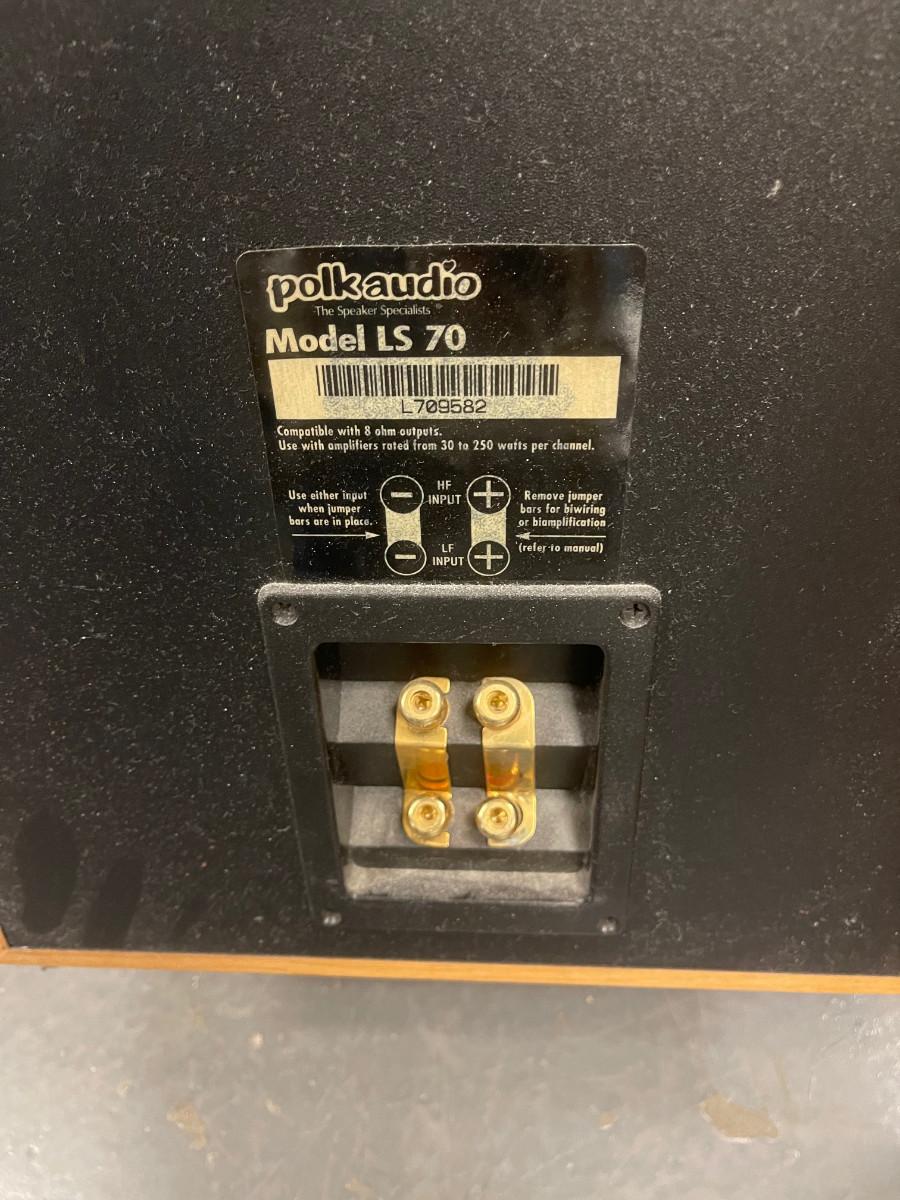 polkaudio
The Speaker Specialists ®
Model LS 70
L709582
Compatible with 8 ohm outputs.
Use with amplifiers rated from 30 to 250 watts per channel.
Use either input
when jumper
bars are in place.
− HF INPUT +
− LF INPUT +
Remove jumper
bars for biwiring
or biamplification
(refer to manual)